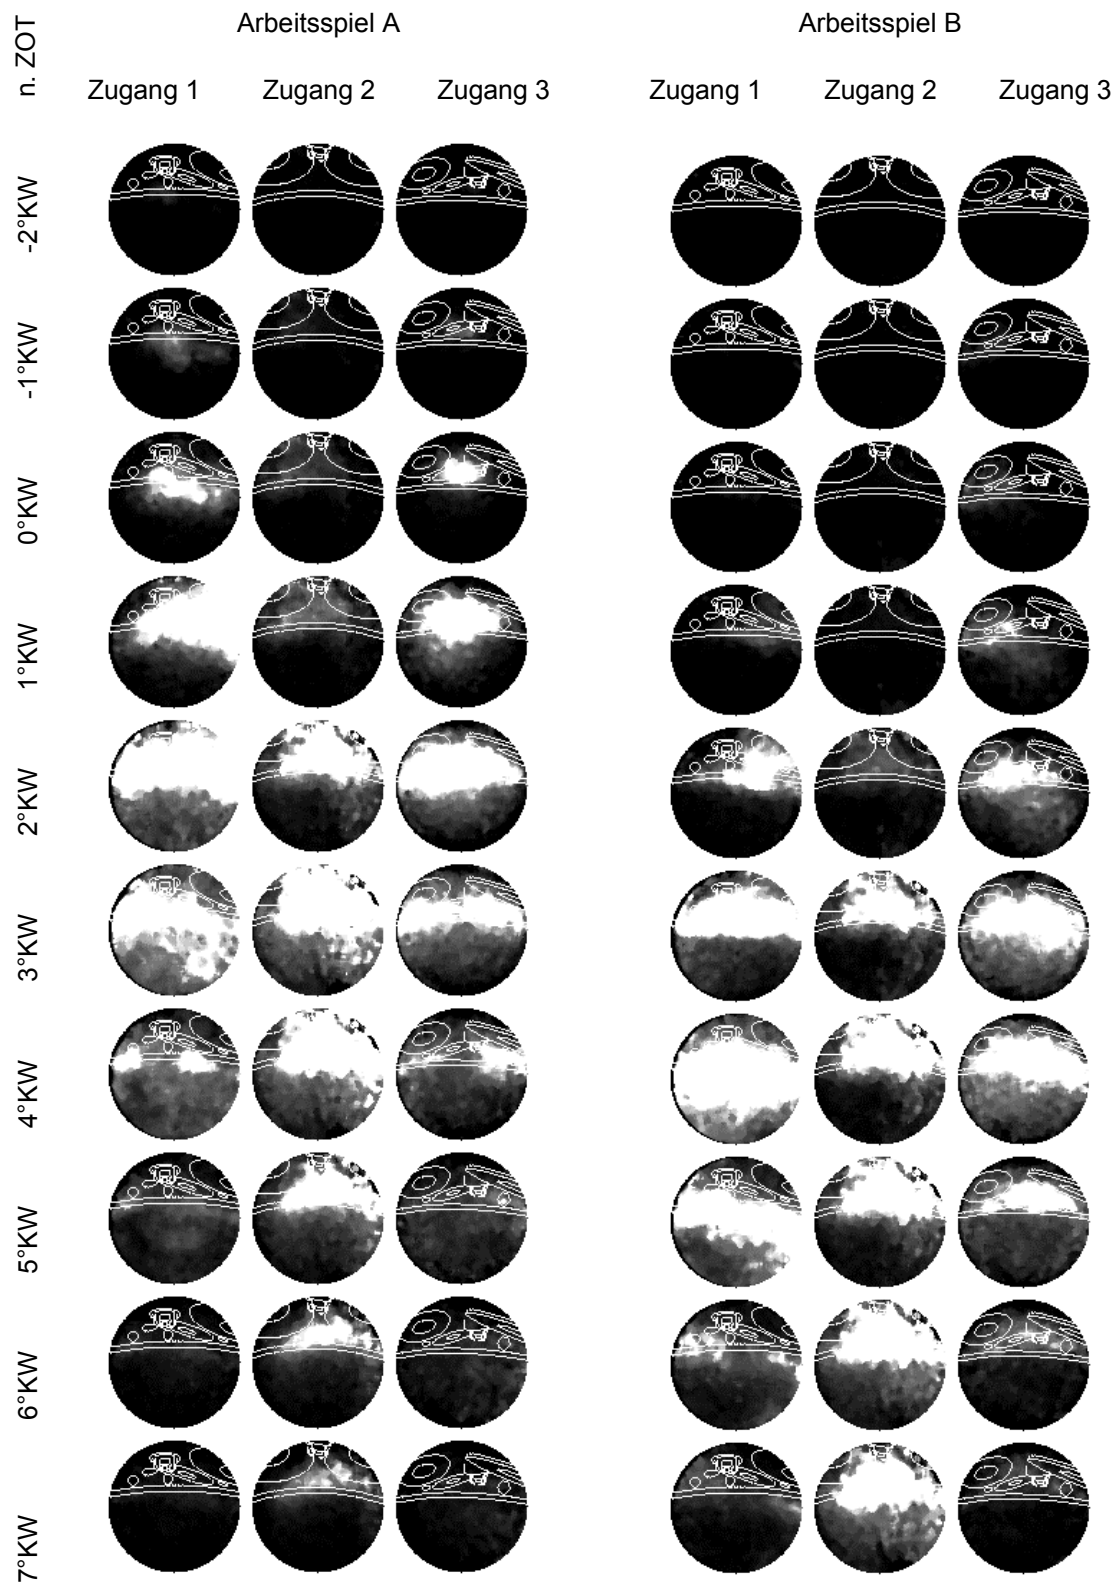 Arbeitsspiel A
Arbeitsspiel B
n. ZOT
Zugang 1
Zugang 2
Zugang 3
Zugang 1
Zugang 2
Zugang 3
-2°KW
-1°KW
0°KW
1°KW
2°KW
3°KW
4°KW
5°KW
6°KW
7°KW